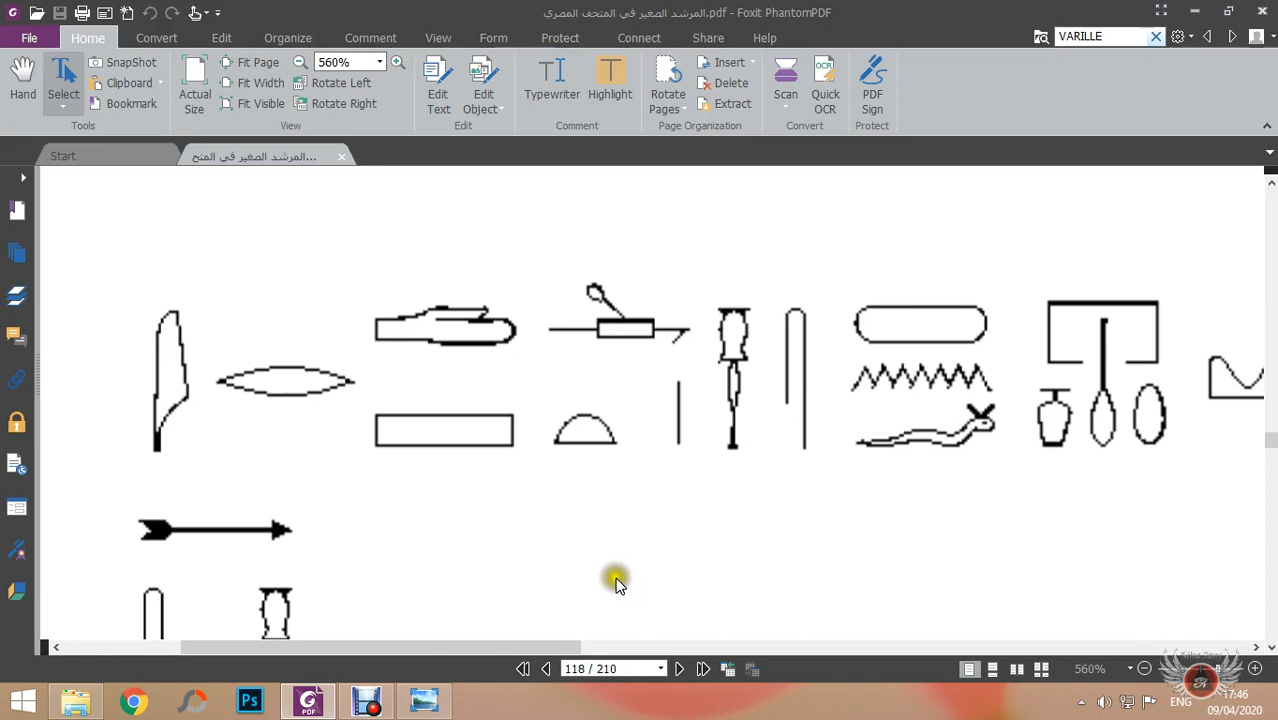 المرشد الصغير في المتحف المصري.pdf - Foxit PhantomPDF
File Home Convert Edit Organize Comment View Form Protect Connect Share Help VARILLE
Hand Select SnapShot Clipboard Bookmark
Actual Size Fit Page Fit Width Fit Visible 560% Rotate Left Rotate Right
Edit Text Edit Object Typewriter Highlight
Rotate Pages Insert Delete Extract
Scan Quick OCR PDF Sign
Tools View Edit Comment Page Organization Convert Protect
Start المرشد الصغير في المتح...
𓇋𓂋𓂧𓏏𓏤𓋴𓈖𓆑
118 / 210 560%
Ps PDF ENG 17:46
09/04/2020